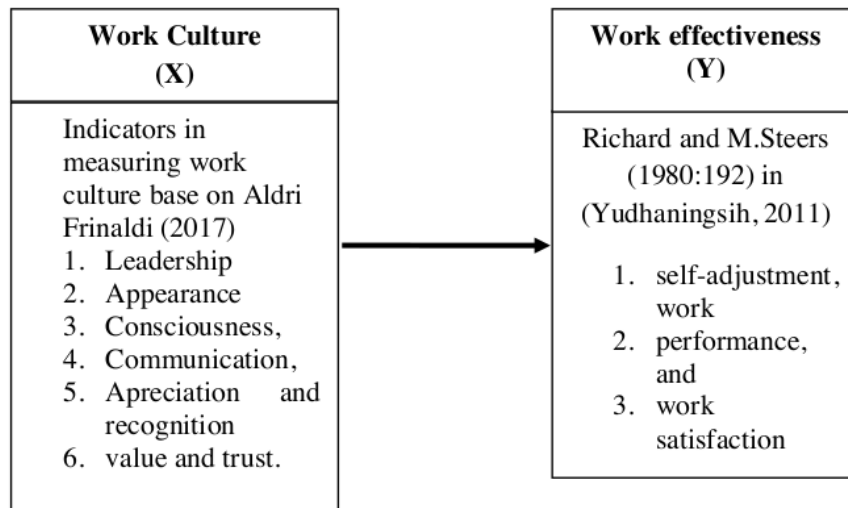 Work Culture
(X)
Indicators in
measuring work
culture base on Aldri
Frinaldi (2017)
1. Leadership
2. Appearance
3. Consciousness,
4. Communication,
5. Apreciation and
recognition
6. value and trust.
Work effectiveness
(Y)
Richard and M.Steers
(1980:192) in
(Yudhaningsih, 2011)
1. self-adjustment,
work
2. performance,
and
3. work
satisfaction